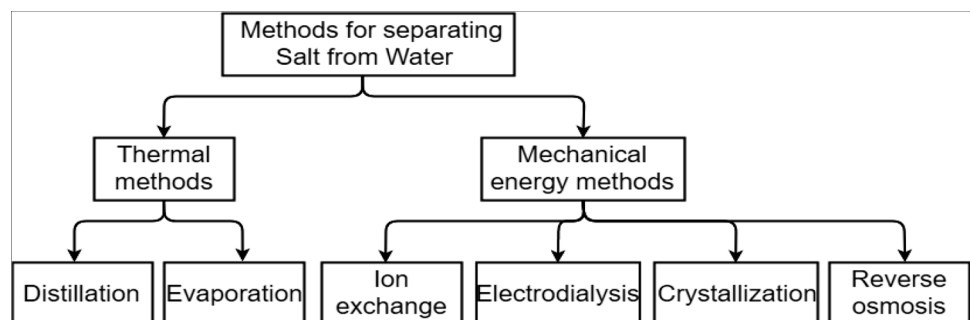 Methods for separating
Salt from Water
Thermal
methods
Mechanical
energy methods
Distillation
Evaporation
Ion
exchange
Electrodialysis
Crystallization
Reverse
osmosis